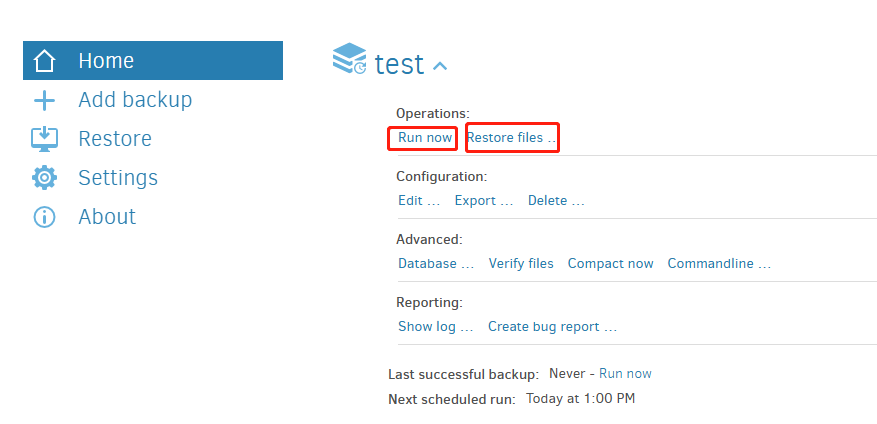 Home
Add backup
Restore
Settings
About
test
Operations:
Run now Restore files ...
Configuration:
Edit ... Export ... Delete ...
Advanced:
Database ... Verify files Compact now Commandline ...
Reporting:
Show log ... Create bug report ...
Last successful backup: Never - Run now
Next scheduled run: Today at 1:00 PM